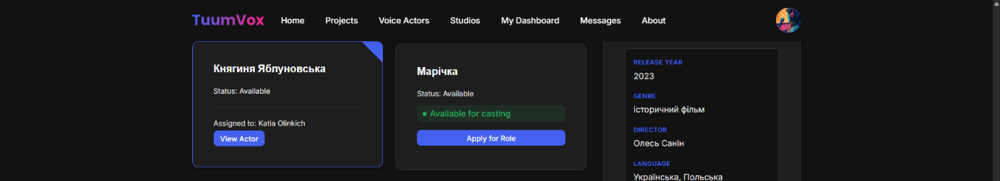 TuumVox
Home
Projects
Voice Actors
Studios
My Dashboard
Messages
About
Княгиня Яблуновська
Status: Available
Assigned to: Katia Olinkich
View Actor
Марічка
Status: Available
Available for casting
Apply for Role
RELEASE YEAR
2023
GENRE
історичний фільм
DIRECTOR
Олесь Санін
LANGUAGE
Українська, Польська